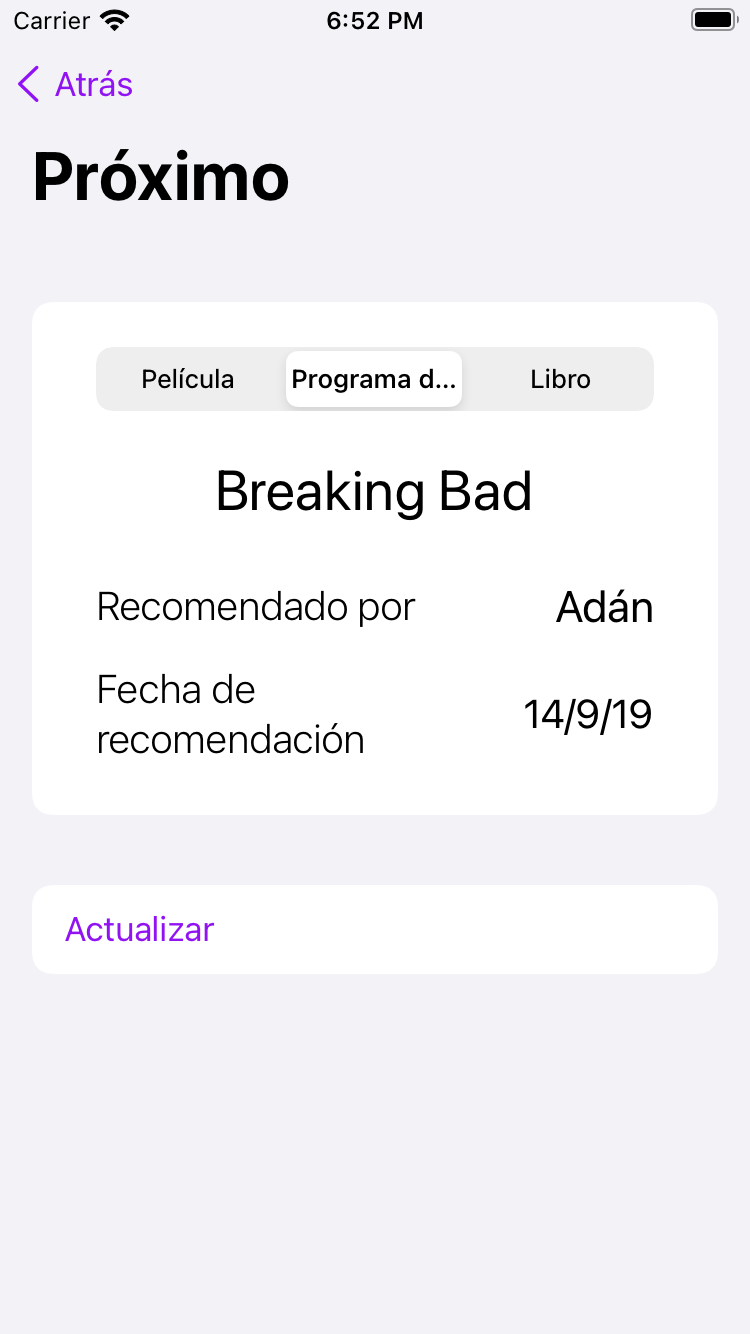 Carrier 6:52 PM
Atrás
Próximo
Película Programa d... Libro
Breaking Bad
Recomendado por Adán
Fecha de
recomendación 14/9/19
Actualizar